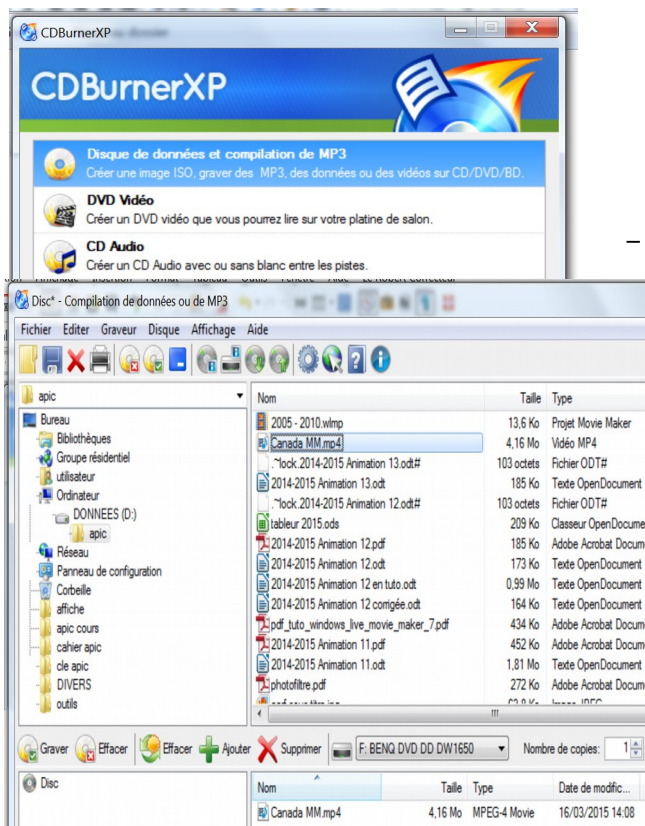 CDBurnerXP
CDBurnerXP
Disque de données et compilation de MP3
Créer une image ISO, graver des MP3, des données ou des vidéos sur CD/DVD/BD.
DVD Vidéo
Créer un DVD vidéo que vous pourrez lire sur votre platine de salon.
CD Audio
Créer un CD Audio avec ou sans blanc entre les pistes.
–
Disc* - Compilation de données ou de MP3
Fichier Editer Graveur Disque Affichage Aide
apic
Bureau
Bibliothèques
Groupe résidentiel
utilisateur
Ordinateur
DONNEES (D:)
apic
Réseau
Panneau de configuration
Corbeille
affiche
apic cours
cahier apic
cle apic
DIVERS
outils
Nom Taille Type
2005 - 2010.wlmp 13,6 Ko Projet Movie Maker
Canada MM.mp4 4,16 Mo Vidéo MP4
.~lock.2014-2015 Animation 13.odt# 103 octets Fichier ODT#
2014-2015 Animation 13.odt 185 Ko Texte OpenDocument
.~lock.2014-2015 Animation 12.odt# 103 octets Fichier ODT#
tableur 2015.ods 209 Ko Classeur OpenDocume
2014-2015 Animation 12.pdf 185 Ko Adobe Acrobat Docum
2014-2015 Animation 12.odt 173 Ko Texte OpenDocument
2014-2015 Animation 12 en tuto.odt 0,99 Mo Texte OpenDocument
2014-2015 Animation 12 corrigée.odt 164 Ko Texte OpenDocument
pdf_tuto_windows_live_movie_maker_7.pdf 434 Ko Adobe Acrobat Docum
2014-2015 Animation 11.pdf 452 Ko Adobe Acrobat Docum
2014-2015 Animation 11.odt 1,81 Mo Texte OpenDocument
photofiltre.pdf 272 Ko Adobe Acrobat Docum
Graver Effacer Effacer Ajouter Supprimer F: BENQ DVD DD DW1650 Nombre de copies: 1
Disc
Nom Taille Type Date de modific...
Canada MM.mp4 4,16 Mo MPEG-4 Movie 16/03/2015 14:08